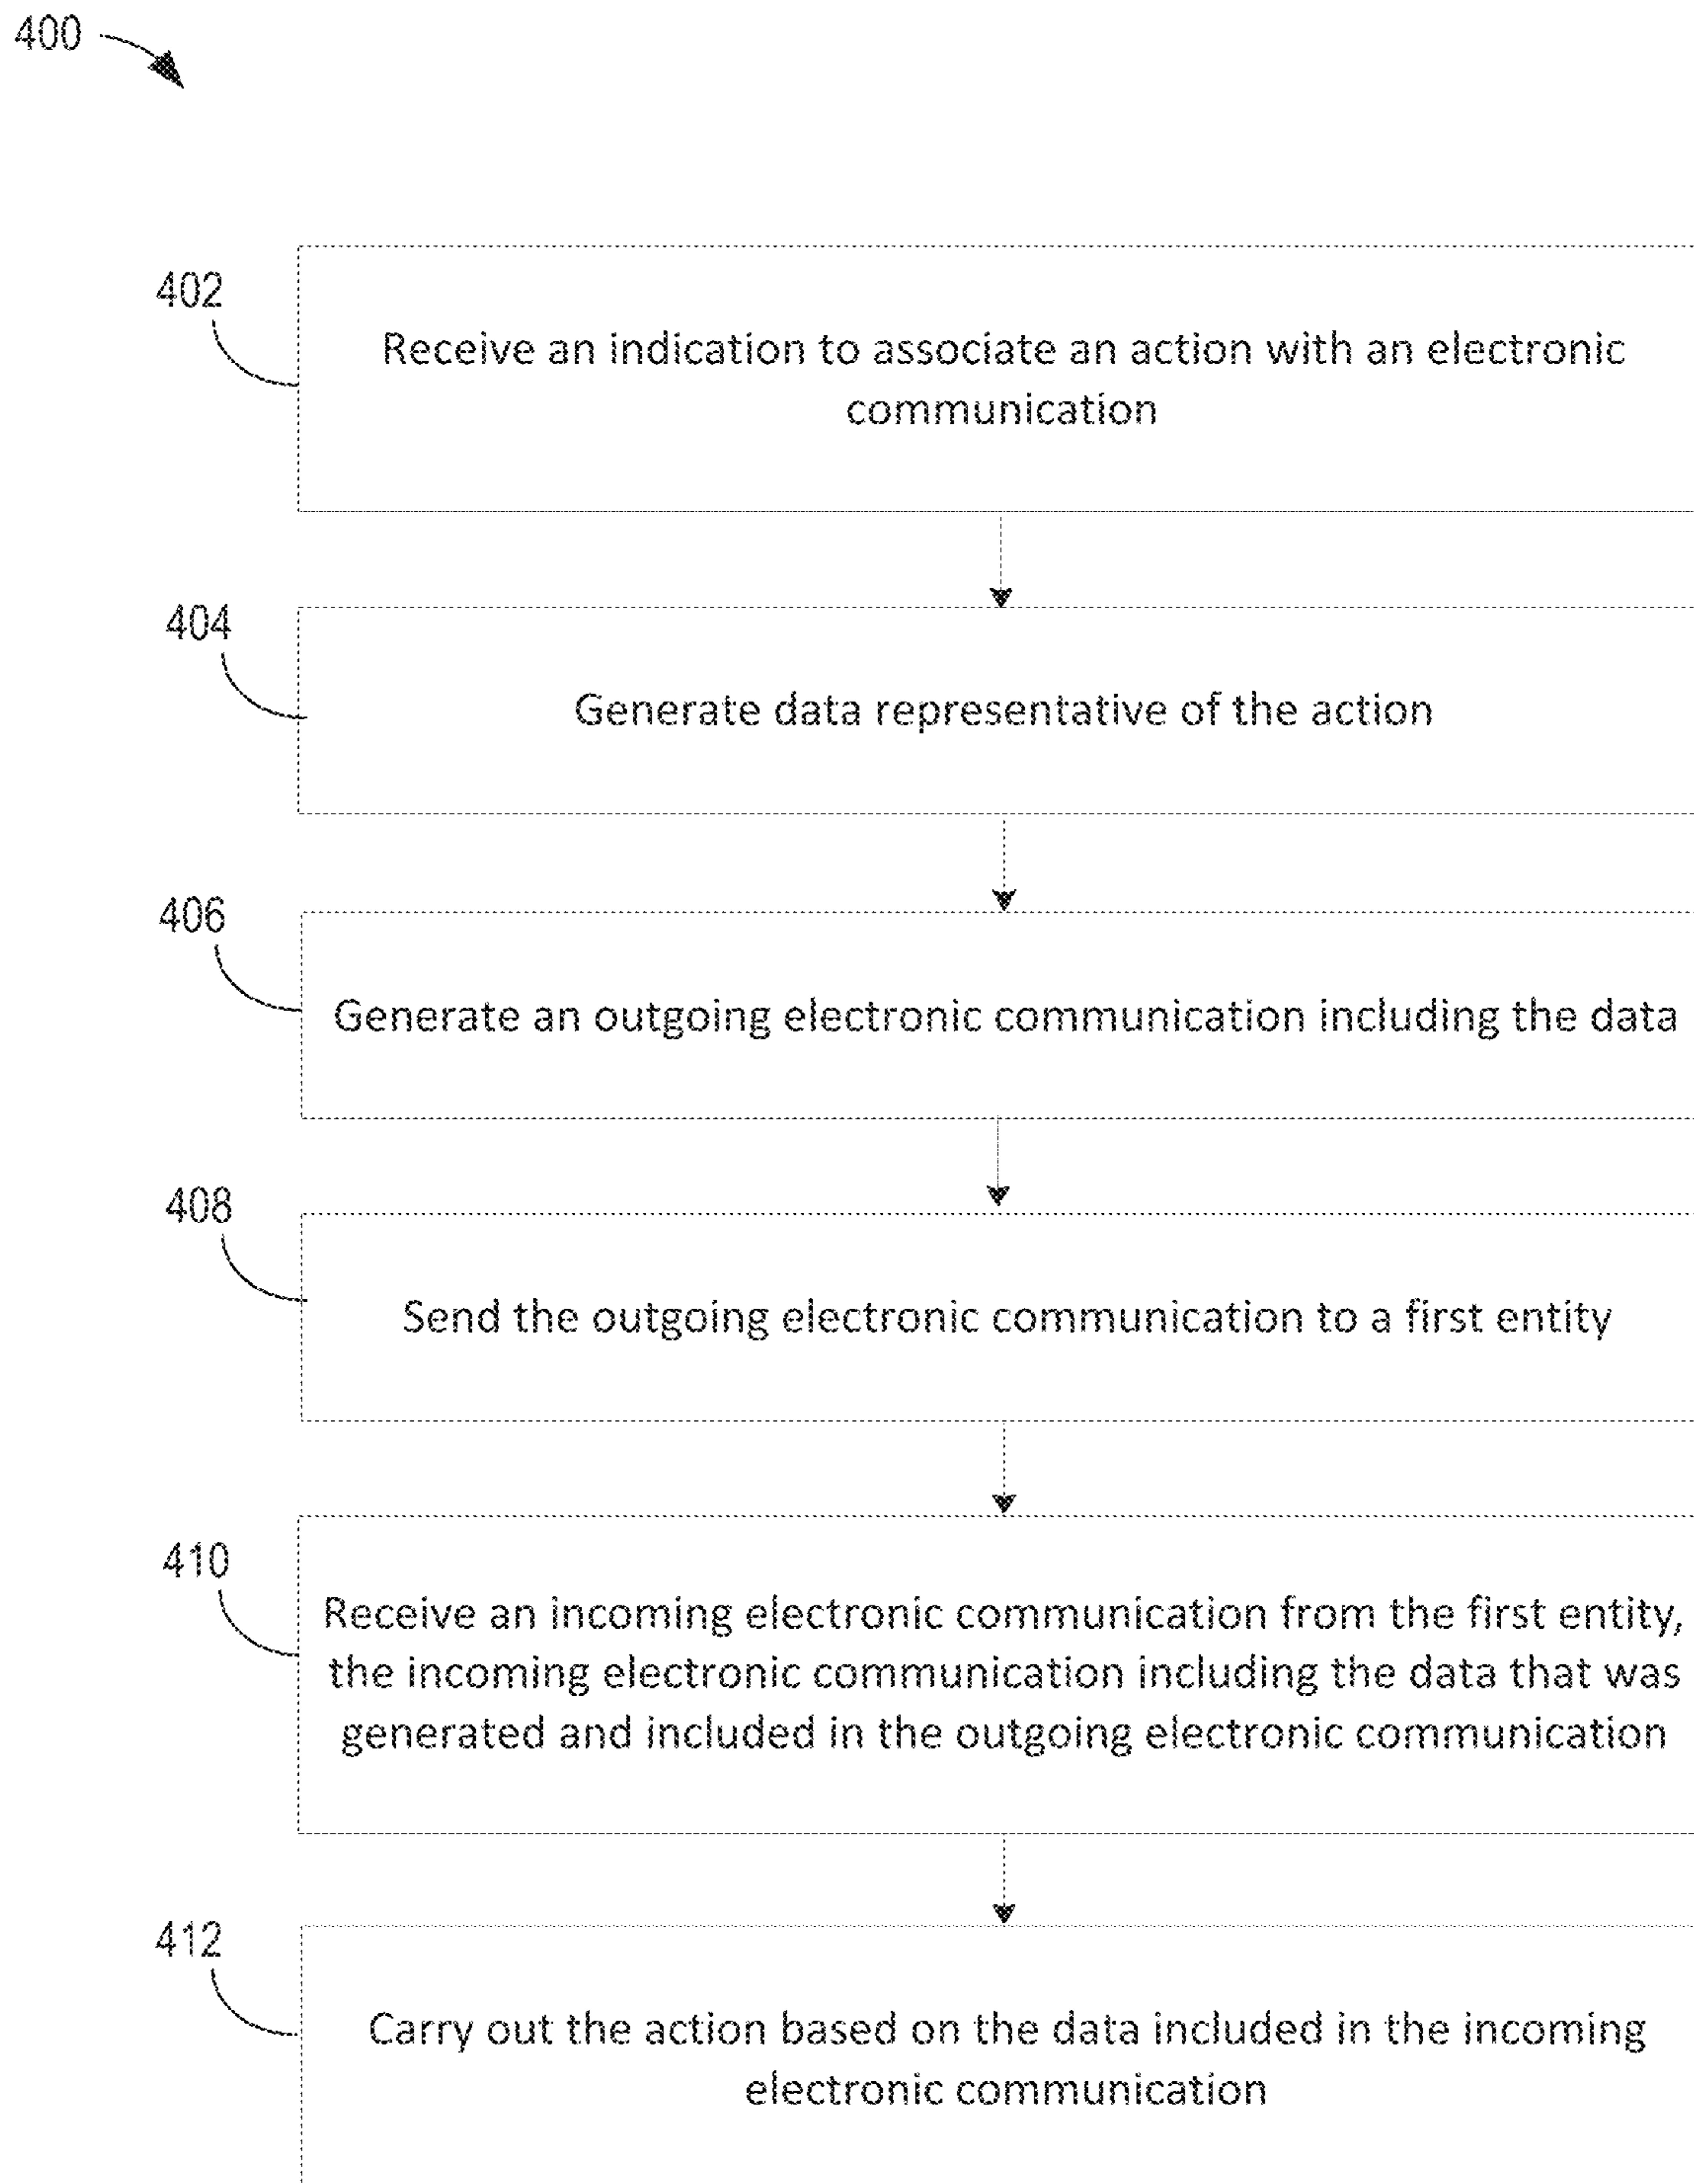 400
402
Receive an indication to associate an action with an electronic
communication
404
Generate data representative of the action
406
Generate an outgoing electronic communication including the data
408
Send the outgoing electronic communication to a first entity
410
Receive an incoming electronic communication from the first entity,
the incoming electronic communication including the data that was
generated and included in the outgoing electronic communication
412
Carry out the action based on the data included in the incoming
electronic communication